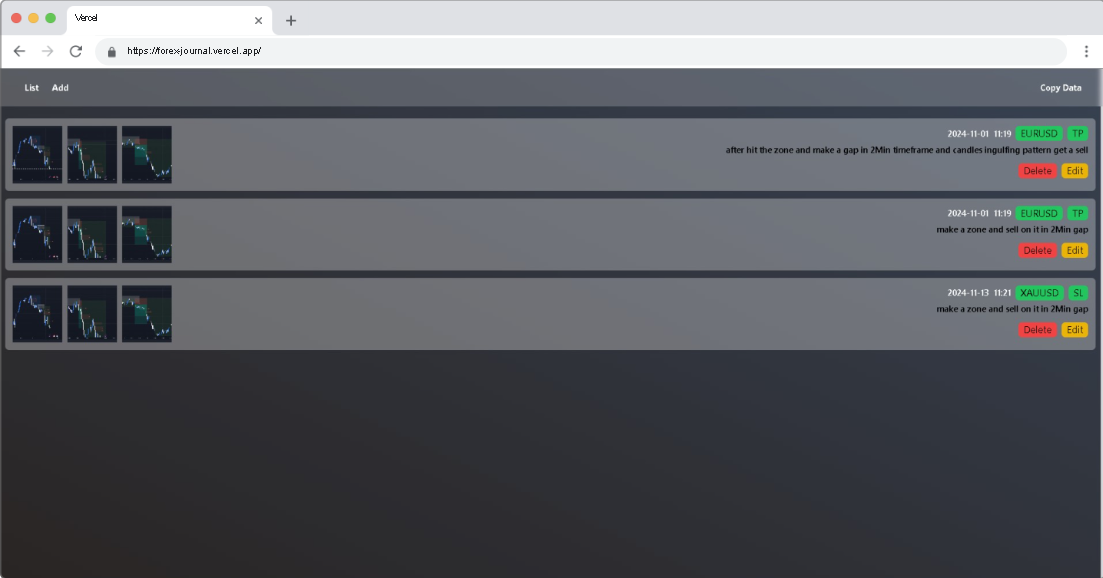 Vercel
https://forexjournal.vercel.app/
List Add Copy Data
2024-11-01 11:19 EURUSD TP
after hit the zone and make a gap in 2Min timeframe and candles ingulfing pattern get a sell
Delete Edit
2024-11-01 11:19 EURUSD TP
make a zone and sell on it in 2Min gap
Delete Edit
2024-11-13 11:21 XAUUSD SL
make a zone and sell on it in 2Min gap
Delete Edit